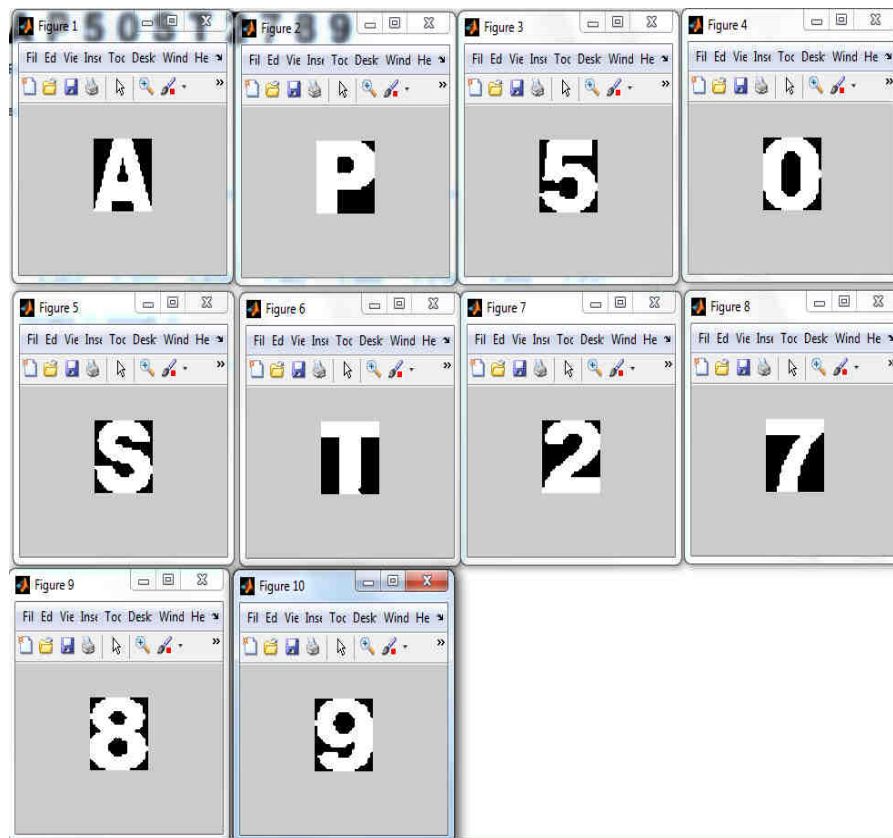 Figure 1
Figure 2
Figure 3
Figure 4
Fil Ed Vie Inse Toc Desk Wind He
Fil Ed Vie Inse Toc Desk Wind He
Fil Ed Vie Inse Toc Desk Wind He
Fil Ed Vie Inse Toc Desk Wind He
A
P
5
0
Figure 5
Figure 6
Figure 7
Figure 8
Fil Ed Vie Inse Toc Desk Wind He
Fil Ed Vie Inse Toc Desk Wind He
Fil Ed Vie Inse Toc Desk Wind He
Fil Ed Vie Inse Toc Desk Wind He
S
T
2
7
Figure 9
Figure 10
Fil Ed Vie Inse Toc Desk Wind He
Fil Ed Vie Inse Toc Desk Wind He
8
9